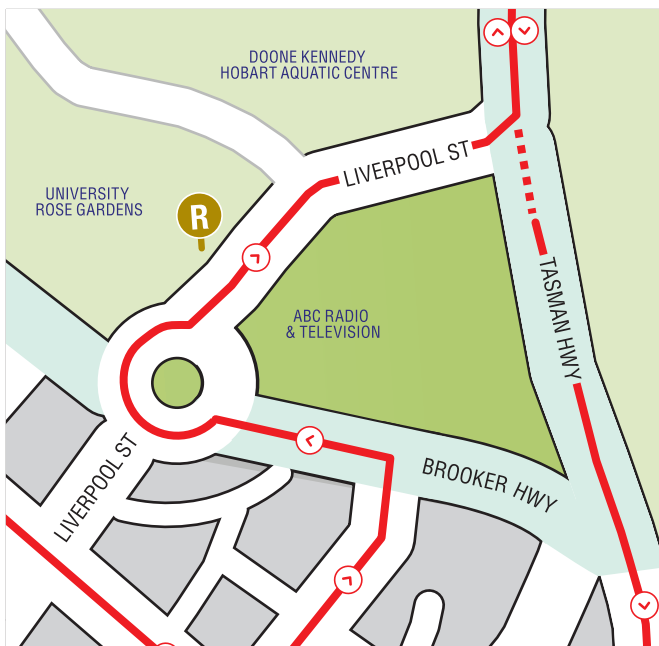 DOONE KENNEDY
HOBART AQUATIC CENTRE
LIVERPOOL ST
UNIVERSITY
ROSE GARDENS
R
TASMAN HWY
ABC RADIO
& TELEVISION
LIVERPOOL ST
BROOKER HWY